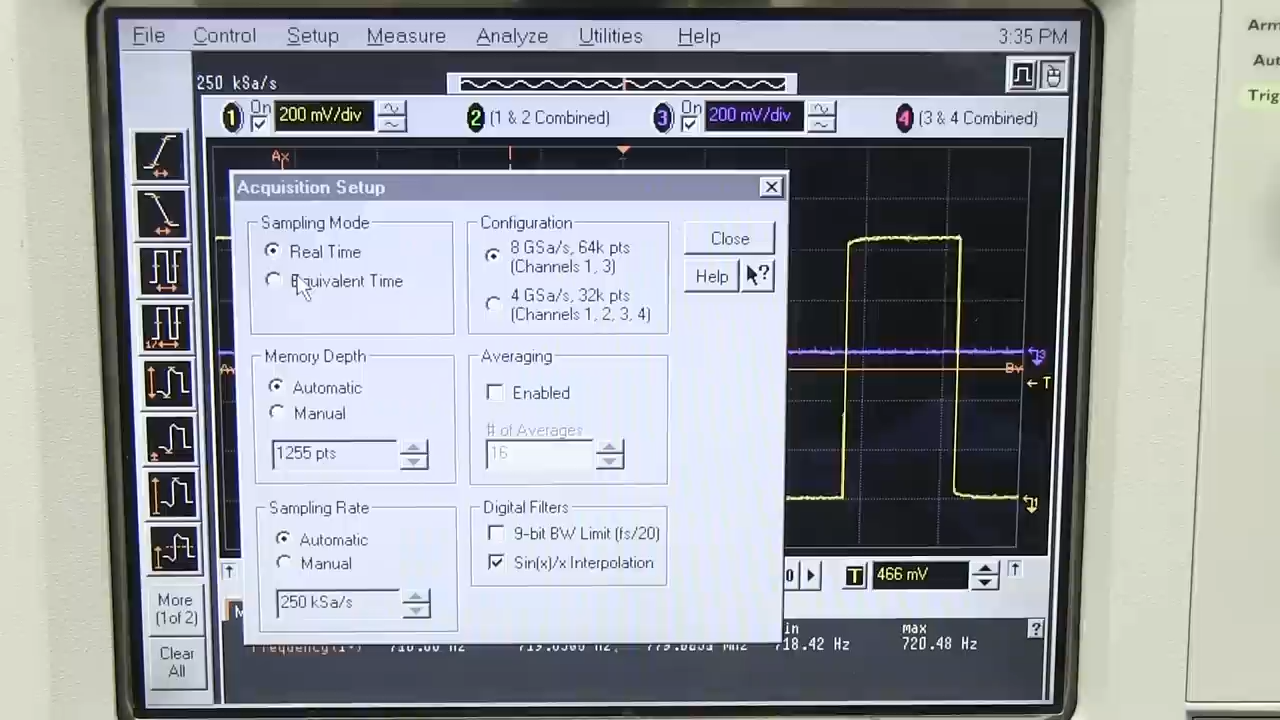 File Control Setup Measure Analyze Utilities Help 3:35 PM
250 kSa/s
1 On 200 mV/div 2 (1 & 2 Combined) 3 On 200 mV/div 4 (3 & 4 Combined)
Ax
Acquisition Setup
Sampling Mode
Real Time
Equivalent Time
Configuration
8 GSa/s, 64k pts
(Channels 1, 3)
4 GSa/s, 32k pts
(Channels 1, 2, 3, 4)
Close
Help ?
Memory Depth
Automatic
Manual
1255 pts
Averaging
Enabled
# of Averages
16
Sampling Rate
Automatic
Manual
250 kSa/s
Digital Filters
9-bit BW Limit (fs/20)
Sin(x)/x Interpolation
3
T
1
0 T 466 mV
More
(1 of 2)
Clear
All
max ?
718.42 Hz 720.48 Hz
Arm
Trig